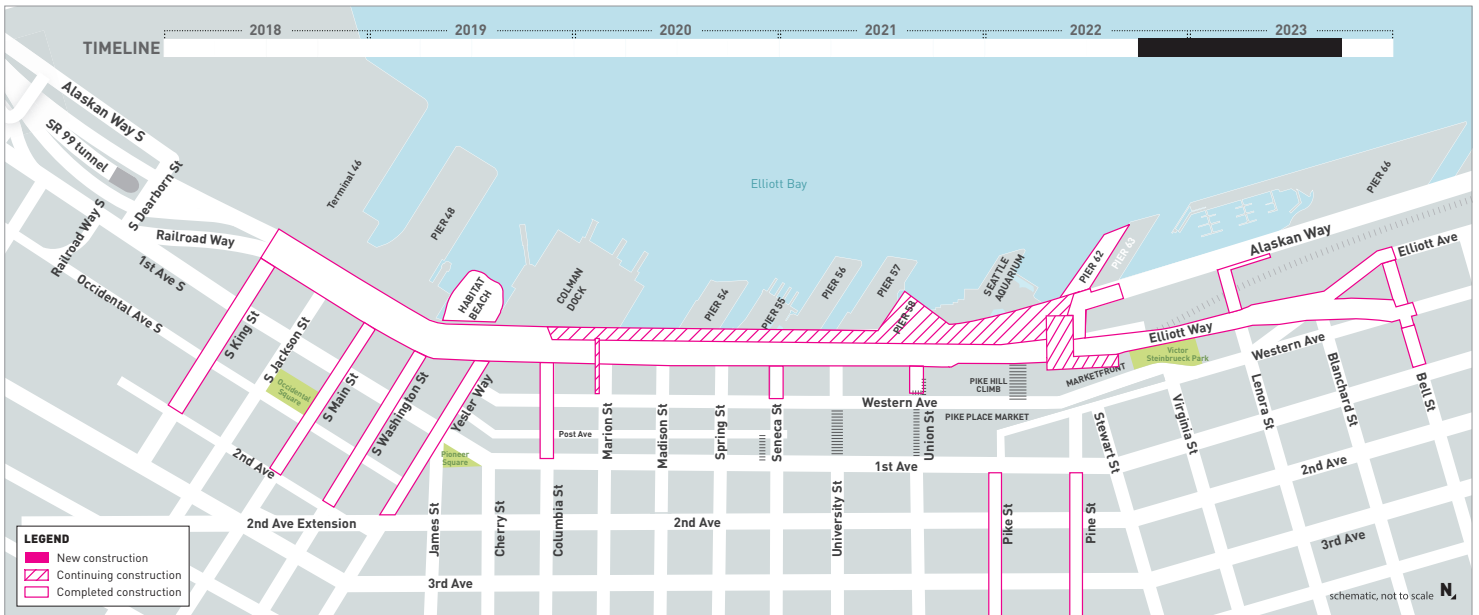 2018
2019
2020
2021
2022
2023
TIMELINE
Alaskan Way S
SR 99 tunnel
S Dearborn St
Railroad Way S
Railroad Way
1st Ave S
Occidental Ave S
Terminal 46
PIER 48
HABITAT
BEACH
COLMAN
DOCK
Elliott Bay
PIER 54
PIER 55
PIER 56
PIER 57
PIER 58
SEATTLE
AQUARIUM
PIER 62
PIER 63
PIER 66
Alaskan Way
Elliott Ave
Elliott Way
Western Ave
Victor
Steinbrueck Park
MARKETFRONT
PIKE HILL
CLIMB
PIKE PLACE MARKET
Western Ave
S King St
S Jackson St
Occidental
Square
S Main St
S Washington St
Yesler Way
Pioneer
Square
Post Ave
Marion St
Madison St
Spring St
Seneca St
Union St
1st Ave
Stewart St
Virginia St
Lenora St
Blanchard St
Bell St
2nd Ave
2nd Ave Extension
James St
Cherry St
Columbia St
2nd Ave
University St
Pike St
Pine St
2nd Ave
3rd Ave
3rd Ave
LEGEND
New construction
Continuing construction
Completed construction
schematic, not to scale N